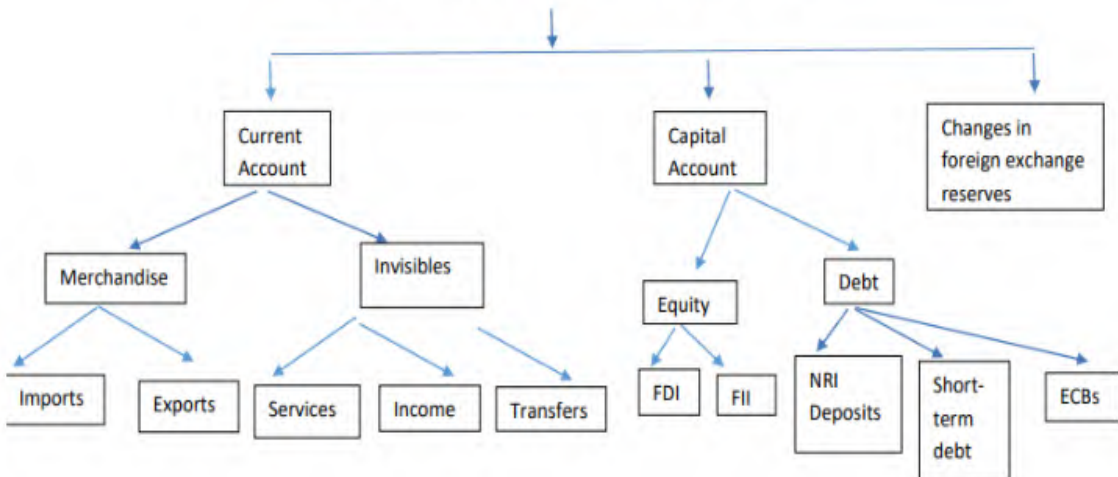 Current
Account
Capital
Account
Changes in
foreign exchange
reserves
Merchandise
Invisibles
Equity
Debt
Imports
Exports
Services
Income
Transfers
FDI
FII
NRI
Deposits
Short-
term
debt
ECBs